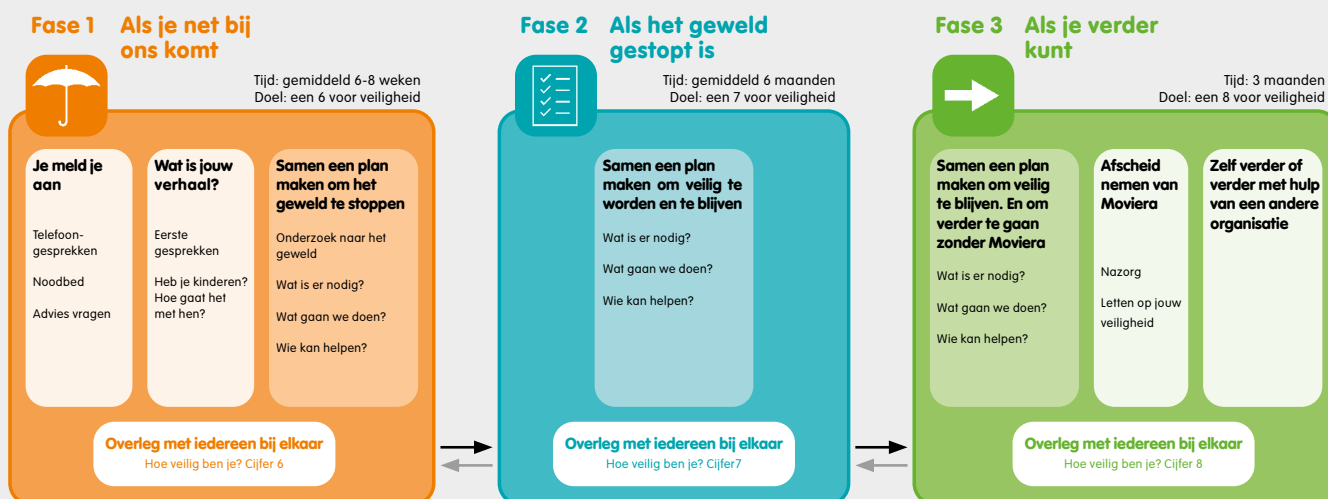 Fase 1 Als je net bij
ons komt
Tijd: gemiddeld 6-8 weken
Doel: een 6 voor veiligheid
Je meld je
aan
Telefoon-
gesprekken
Noodbed
Advies vragen
Wat is jouw
verhaal?
Eerste
gesprekken
Heb je kinderen?
Hoe gaat het
met hen?
Samen een plan
maken om het
geweld te stoppen
Onderzoek naar het
geweld
Wat is er nodig?
Wat gaan we doen?
Wie kan helpen?
Overleg met iedereen bij elkaar
Hoe veilig ben je? Cijfer 6
Fase 2 Als het geweld
gestopt is
Tijd: gemiddeld 6 maanden
Doel: een 7 voor veiligheid
Samen een plan
maken om veilig te
worden en te blijven
Wat is er nodig?
Wat gaan we doen?
Wie kan helpen?
Overleg met iedereen bij elkaar
Hoe veilig ben je? Cijfer7
Fase 3 Als je verder
kunt
Tijd: 3 maanden
Doel: een 8 voor veiligheid
Samen een plan
maken om veilig
te blijven. En om
verder te gaan
zonder Moviera
Wat is er nodig?
Wat gaan we doen?
Wie kan helpen?
Afscheid
nemen van
Moviera
Nazorg
Letten op jouw
veiligheid
Zelf verder of
verder met hulp
van een andere
organisatie
Overleg met iedereen bij elkaar
Hoe veilig ben je? Cijfer 8